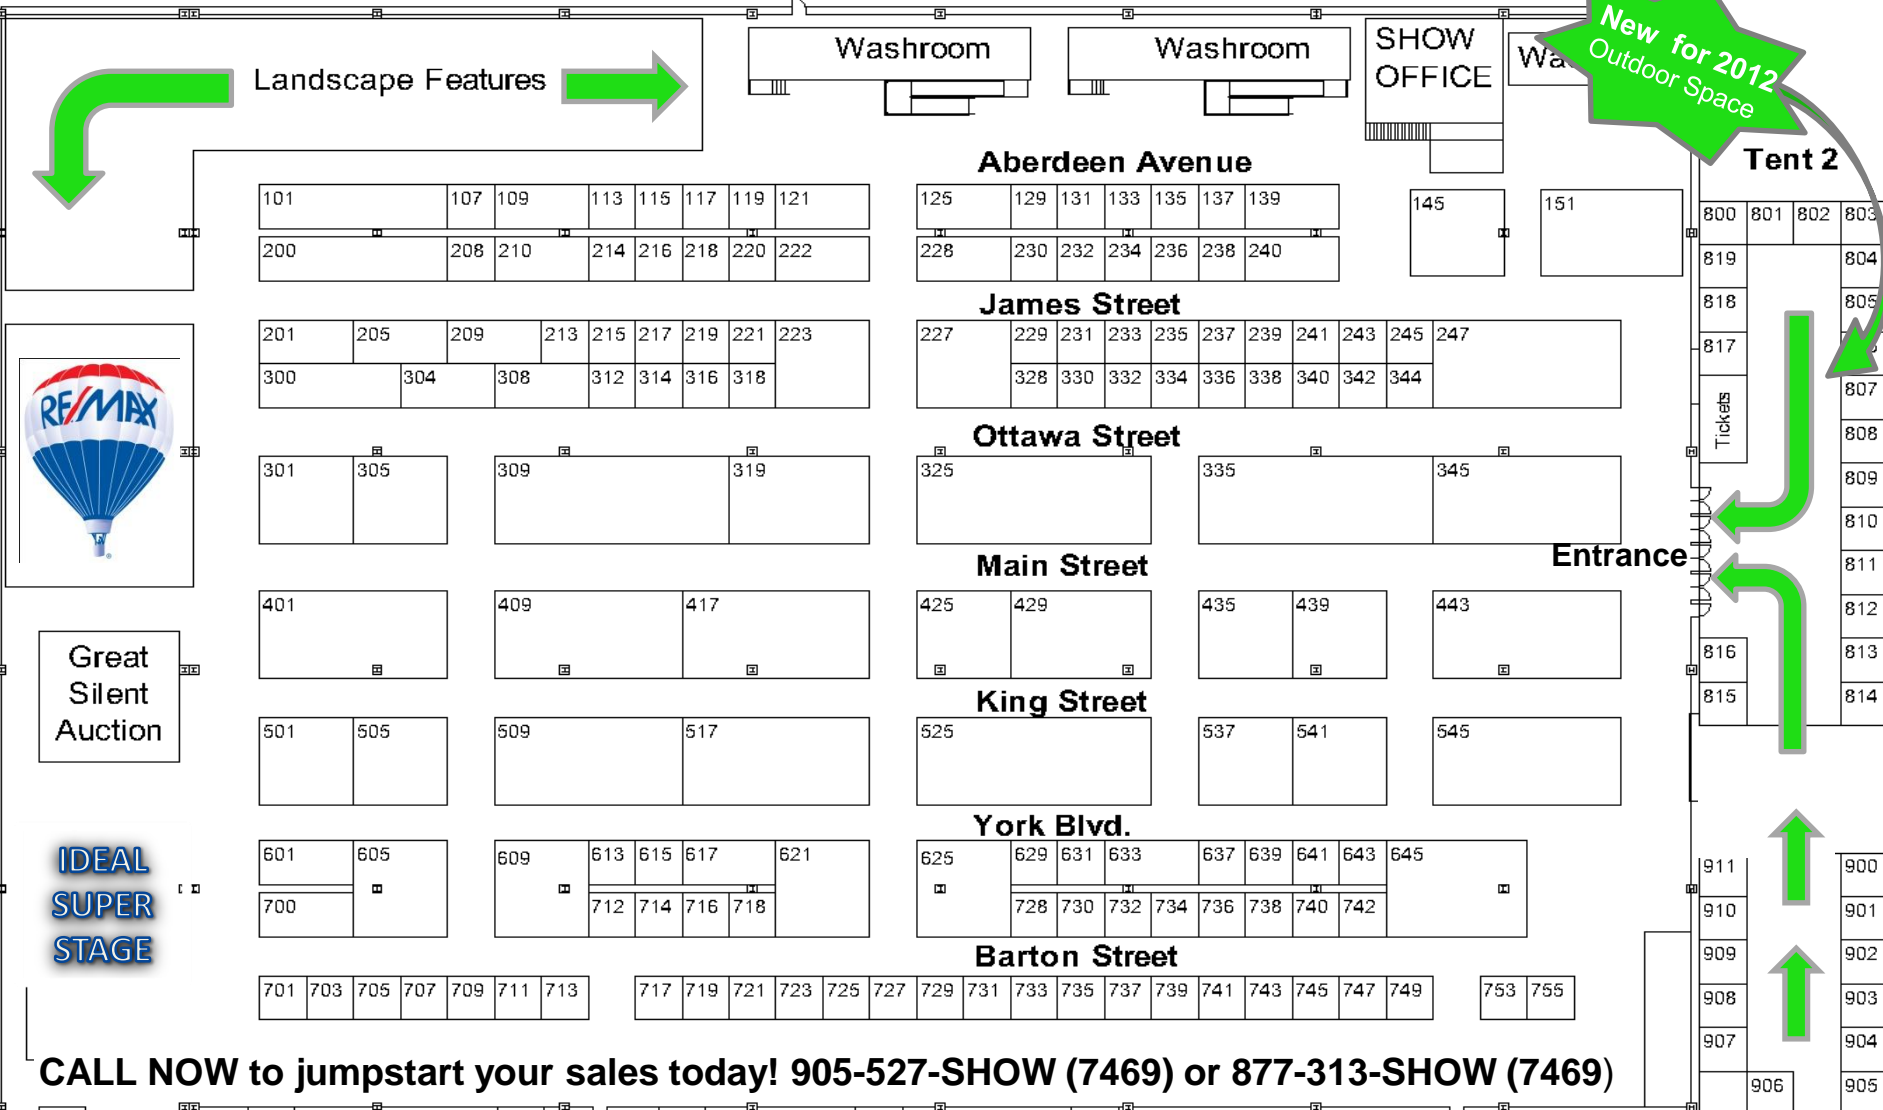 New for 2012
Outdoor Space
Landscape Features
Washroom
Washroom
SHOW
OFFICE
Aberdeen Avenue
Tent 2
101 107 109 113 115 117 119 121 125 129 131 133 135 137 139 145 151
800 801 802 803
200 208 210 214 216 218 220 222 228 230 232 234 236 238 240
819 804
James Street
818 805
201 205 209 213 215 217 219 221 223 227 229 231 233 235 237 239 241 243 245 247
817
300 304 308 312 314 316 318 328 330 332 334 336 338 340 342 344
807
RE/MAX
Tickets
Ottawa Street
808
301 305 309 319 325 335 345
809
810
Entrance
Main Street
811
401 409 417 425 429 435 439 443
812
Great
Silent
Auction
816 813
King Street
815 814
501 505 509 517 525 537 541 545
York Blvd.
IDEAL
SUPER
STAGE
601 605 609 613 615 617 621 625 629 631 633 637 639 641 643 645
911 900
700 712 714 716 718 728 730 732 734 736 738 740 742
910 901
Barton Street
909 902
701 703 705 707 709 711 713 717 719 721 723 725 727 729 731 733 735 737 739 741 743 745 747 749 753 755
908 903
907 904
CALL NOW to jumpstart your sales today! 905-527-SHOW (7469) or 877-313-SHOW (7469)
906 905